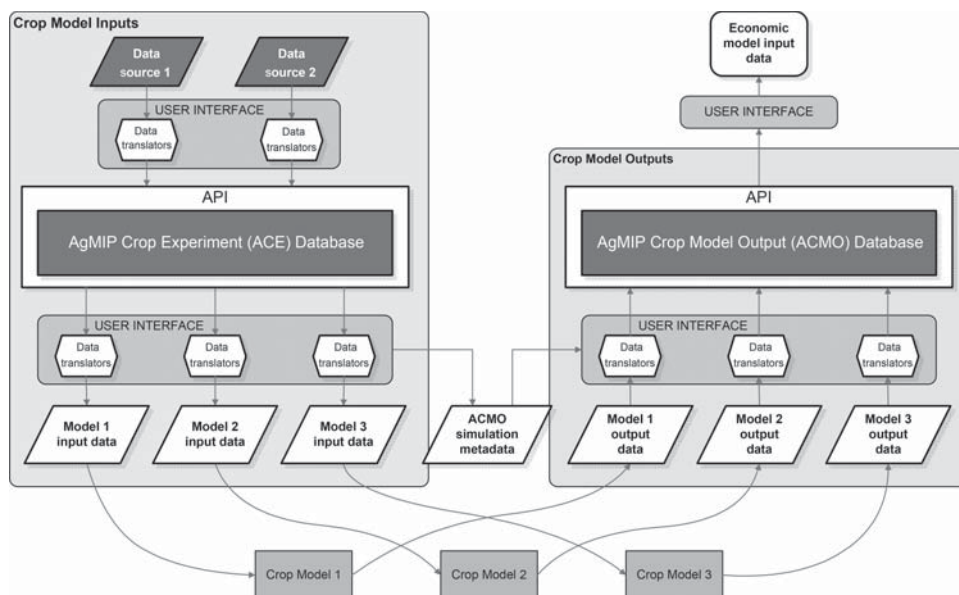 Crop Model Inputs
Data
source 1
Data
source 2
USER INTERFACE
Data
translators
Data
translators
API
AgMIP Crop Experiment (ACE) Database
USER INTERFACE
Data
translators
Data
translators
Data
translators
Model 1
input data
Model 2
input data
Model 3
input data
ACMO
simulation
metadata
Economic
model input
data
USER INTERFACE
Crop Model Outputs
API
AgMIP Crop Model Output (ACMO) Database
USER INTERFACE
Data
translators
Data
translators
Data
translators
Model 1
output
data
Model 2
output
data
Model 3
output
data
Crop Model 1
Crop Model 2
Crop Model 3